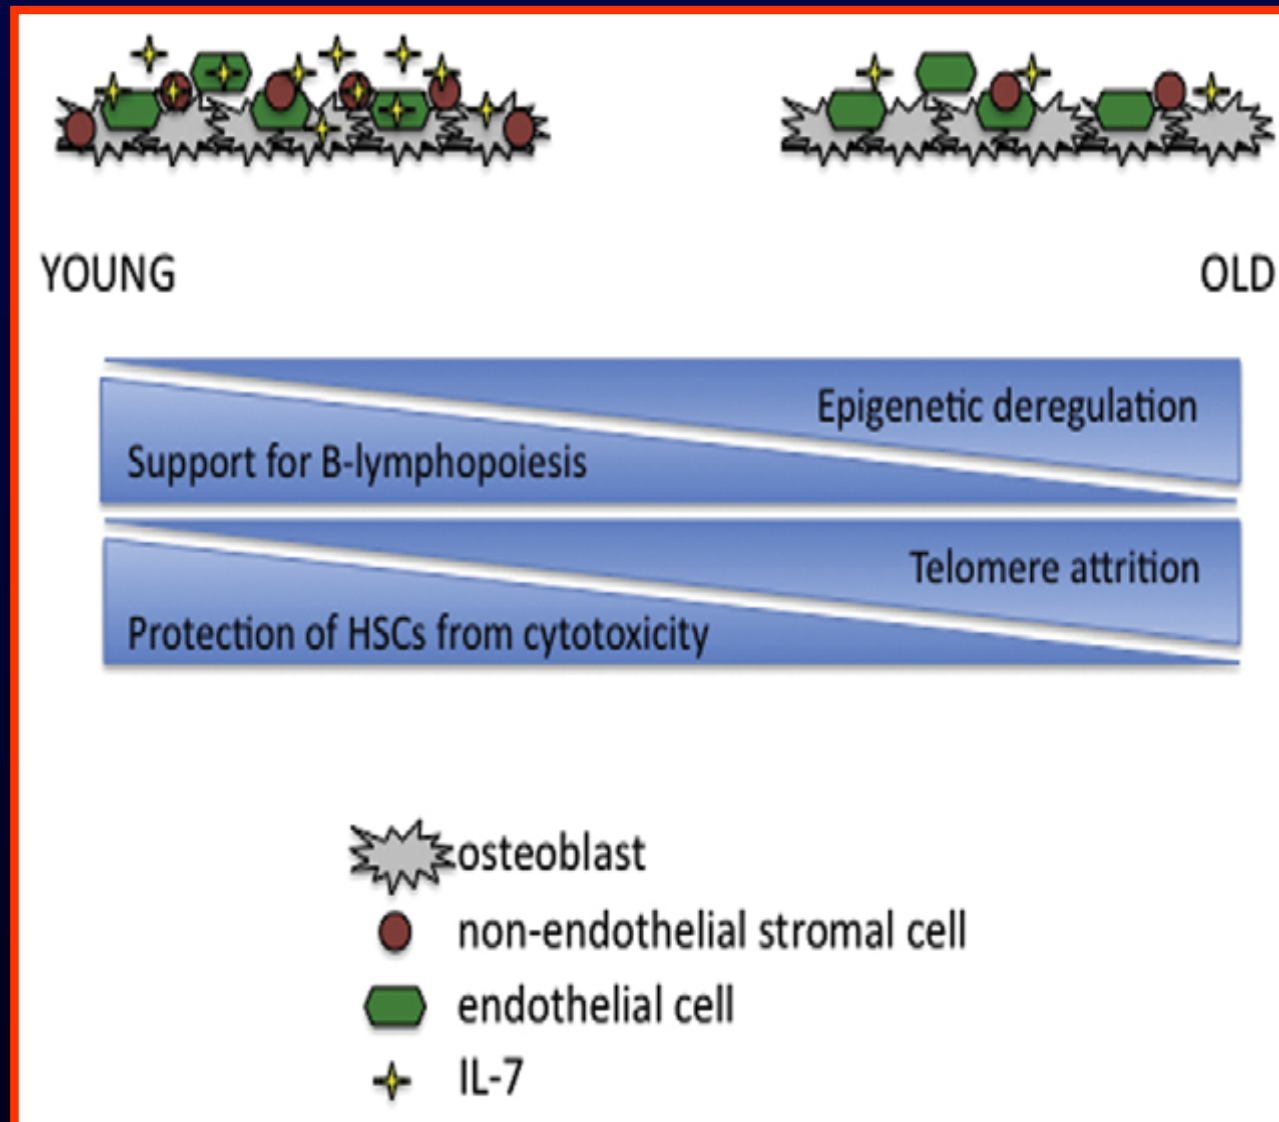 YOUNG
OLD
Epigenetic deregulation
Support for B-lymphopoiesis
Telomere attrition
Protection of HSCs from cytotoxicity
osteoblast
non-endothelial stromal cell
endothelial cell
IL-7